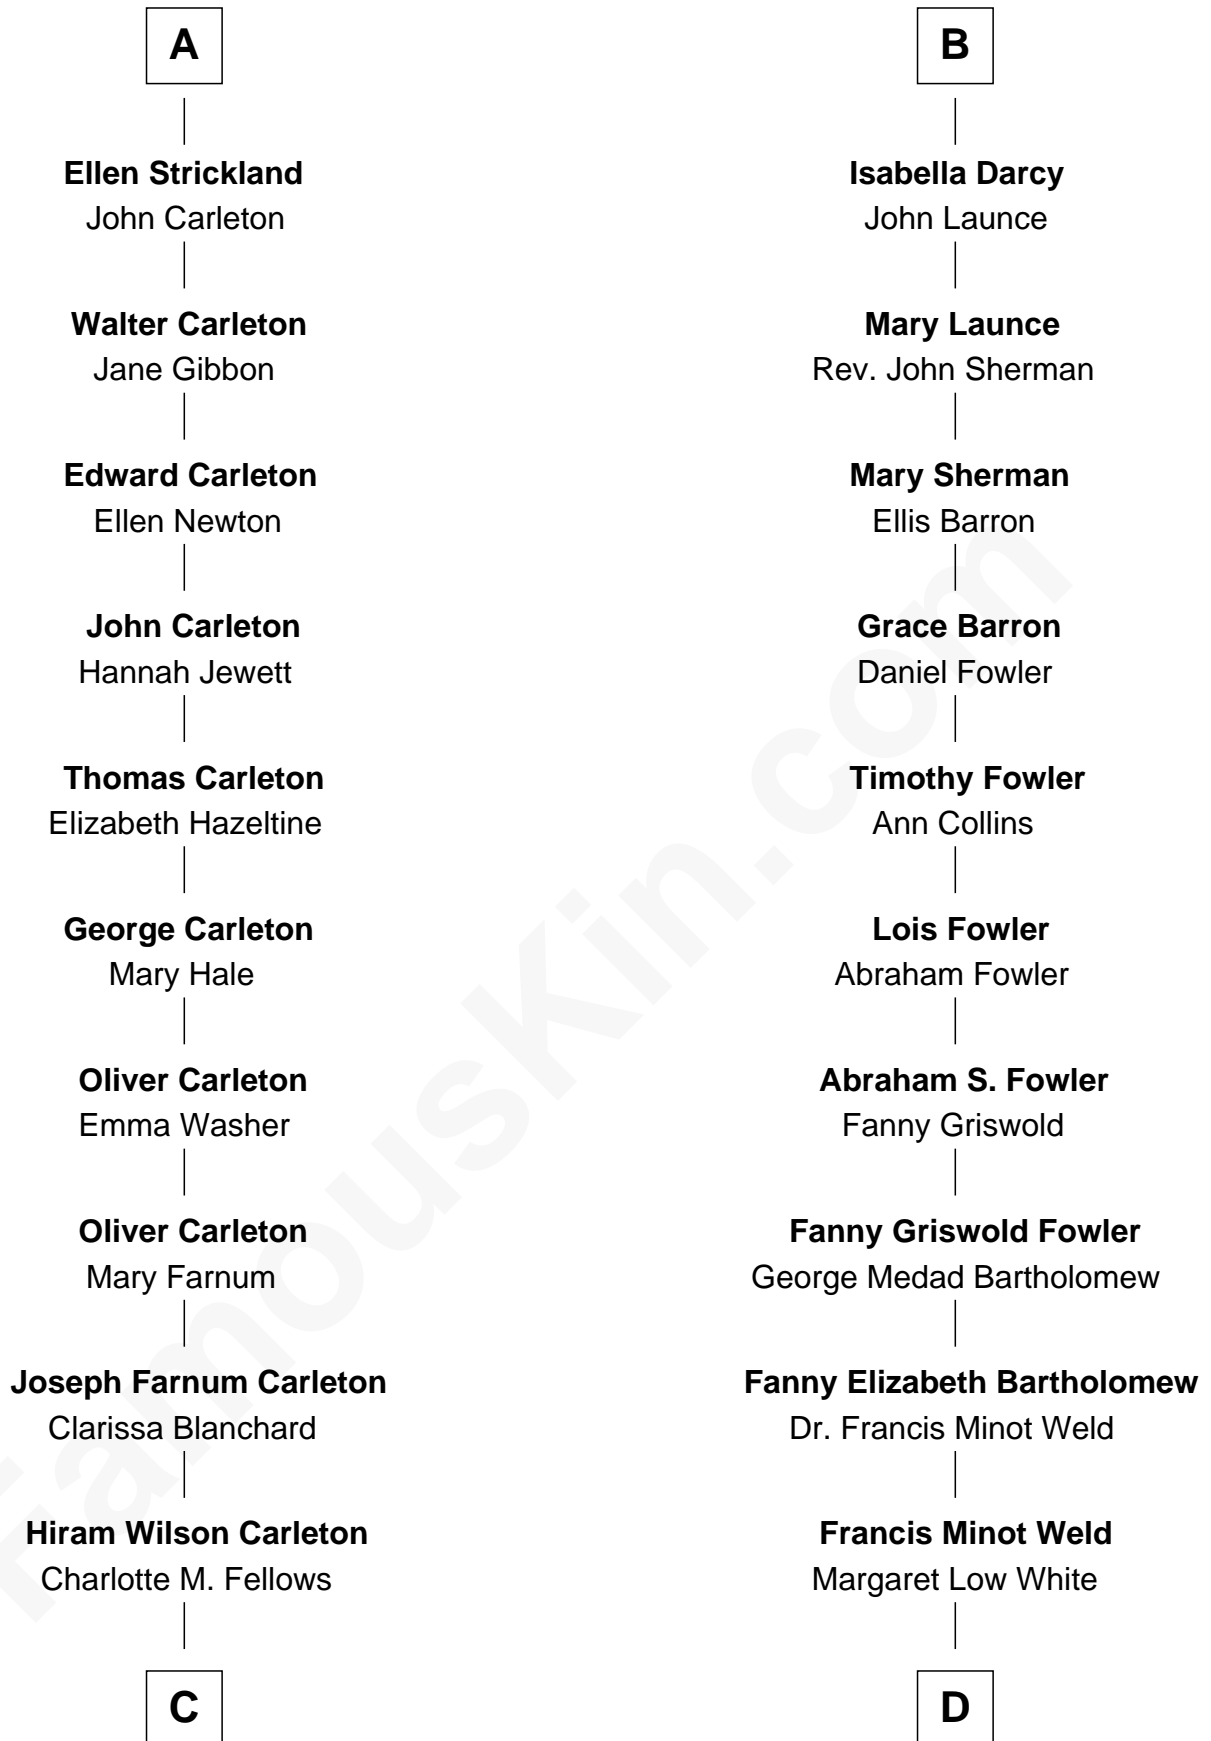 A
Ellen Strickland
John Carleton
Walter Carleton
Jane Gibbon
Edward Carleton
Ellen Newton
John Carleton
Hannah Jewett
Thomas Carleton
Elizabeth Hazeltine
George Carleton
Mary Hale
Oliver Carleton
Emma Washer
Oliver Carleton
Mary Farnum
Joseph Farnum Carleton
Clarissa Blanchard
Hiram Wilson Carleton
Charlotte M. Fellows
C
B
Isabella Darcy
John Launce
Mary Launce
Rev. John Sherman
Mary Sherman
Ellis Barron
Grace Barron
Daniel Fowler
Timothy Fowler
Ann Collins
Lois Fowler
Abraham Fowler
Abraham S. Fowler
Fanny Griswold
Fanny Griswold Fowler
George Medad Bartholomew
Fanny Elizabeth Bartholomew
Dr. Francis Minot Weld
Francis Minot Weld
Margaret Low White
D
FamousKin.com